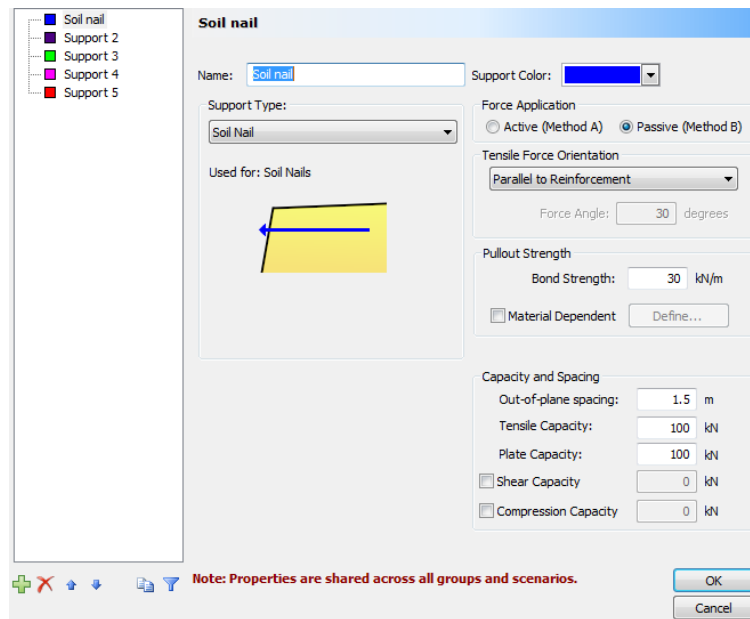 Soil nail
Support 2
Support 3
Support 4
Support 5
Soil nail
Name: Soil nail
Support Color:
Support Type:
Soil Nail
Used for: Soil Nails
Force Application
Active (Method A) Passive (Method B)
Tensile Force Orientation
Parallel to Reinforcement
Force Angle: 30 degrees
Pullout Strength
Bond Strength: 30 kN/m
Material Dependent Define...
Capacity and Spacing
Out-of-plane spacing: 1.5 m
Tensile Capacity: 100 kN
Plate Capacity: 100 kN
Shear Capacity 0 kN
Compression Capacity 0 kN
Note: Properties are shared across all groups and scenarios.
OK
Cancel